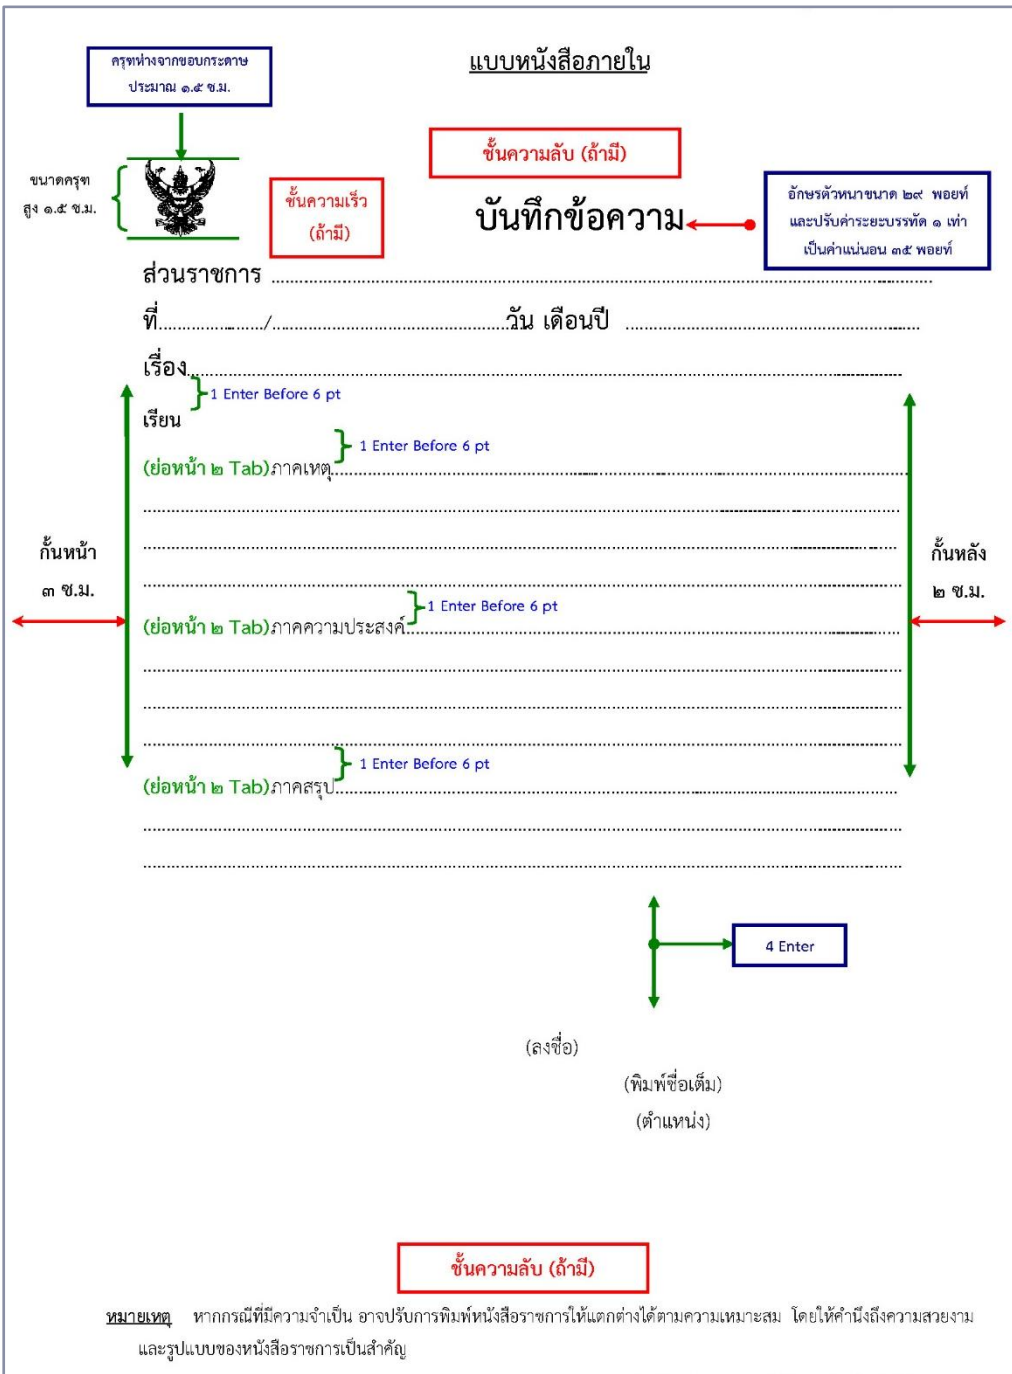 แบบหนังสือภายใน
ครุฑห่างจากขอบกระดาษ
ประมาณ ๑.๕ ซ.ม.
ชั้นความลับ (ถ้ามี)
ขนาดครุฑ
สูง ๑.๕ ซ.ม.
ชั้นความเร็ว
(ถ้ามี)
บันทึกข้อความ
อักษรตัวหนาขนาด ๒๙ พอยท์
และปรับค่าระยะบรรทัด ๑ เท่า
เป็นค่าแน่นอน ๓๕ พอยท์
ส่วนราชการ ........................................................................
ที่...................../.............................................วัน เดือนปี ..................................................
เรื่อง........................................................................
1 Enter Before 6 pt
เรียน
1 Enter Before 6 pt
(ย่อหน้า ๒ Tab)ภาคเหตุ........................................................................
กั้นหน้า
๓ ซ.ม.
กั้นหลัง
๒ ซ.ม.
1 Enter Before 6 pt
(ย่อหน้า ๒ Tab)ภาคความประสงค์........................................................................
1 Enter Before 6 pt
(ย่อหน้า ๒ Tab)ภาคสรุป........................................................................
4 Enter
(ลงชื่อ)
(พิมพ์ชื่อเต็ม)
(ตำแหน่ง)
ชั้นความลับ (ถ้ามี)
หมายเหตุ หากกรณีที่มีความจำเป็น อาจปรับการพิมพ์หนังสือราชการให้แตกต่างได้ตามความเหมาะสม โดยให้คำนึงถึงความสวยงาม
และรูปแบบของหนังสือราชการเป็นสำคัญ